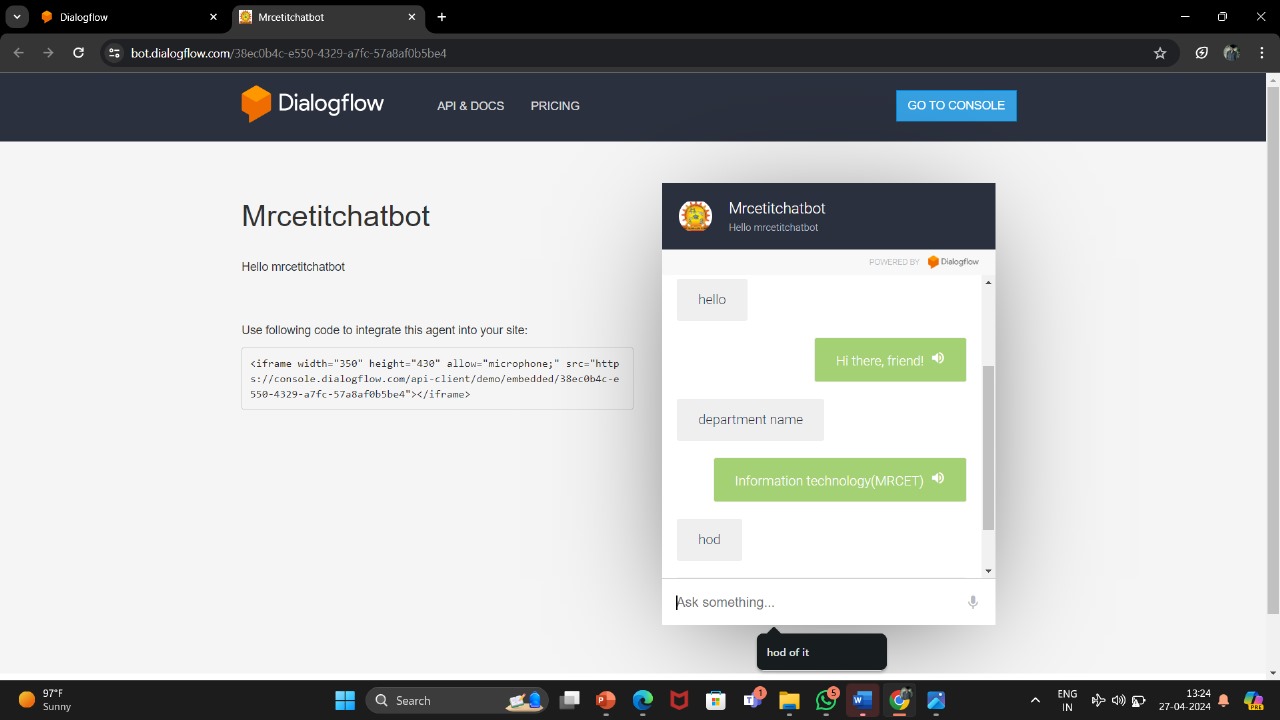 Dialogflow
Mrcetitchatbot
bot.dialogflow.com/38ec0b4c-e550-4329-a7fc-57a8af0b5be4
Dialogflow
API & DOCS
PRICING
GO TO CONSOLE
Mrcetitchatbot
Hello mrcetitchatbot
Use following code to integrate this agent into your site:
<iframe width="350" height="430" allow="microphone;" src="http
s://console.dialogflow.com/api-client/demo/embedded/38ec0b4c-e
550-4329-a7fc-57a8af0b5be4"></iframe>
Mrcetitchatbot
Hello mrcetitchatbot
POWERED BY Dialogflow
hello
Hi there, friend!
department name
Information technology(MRCET)
hod
Ask something...
hod of it
97°F
Sunny
Search
1
5
ENG
IN
13:24
27-04-2024